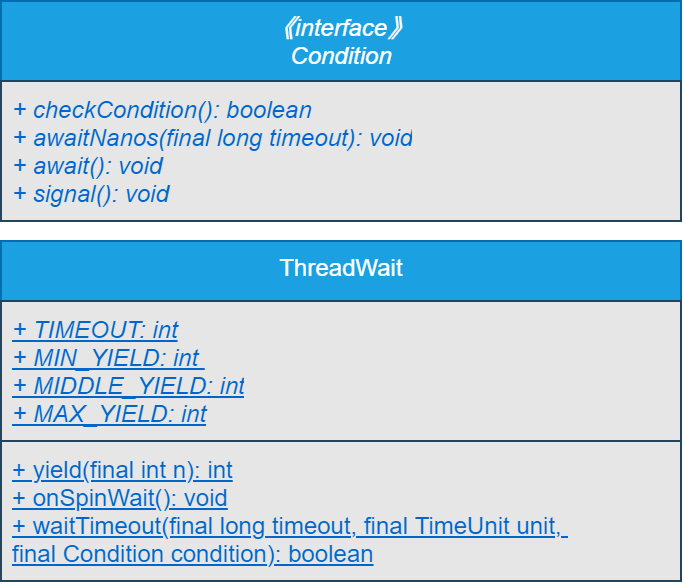 《interface》
Condition
+ checkCondition(): boolean
+ awaitNanos(final long timeout): void
+ await(): void
+ signal(): void
ThreadWait
+ TIMEOUT: int
+ MIN_YIELD: int
+ MIDDLE_YIELD: int
+ MAX_YIELD: int
+ yield(final int n): int
+ onSpinWait(): void
+ waitTimeout(final long timeout, final TimeUnit unit,
final Condition condition): boolean